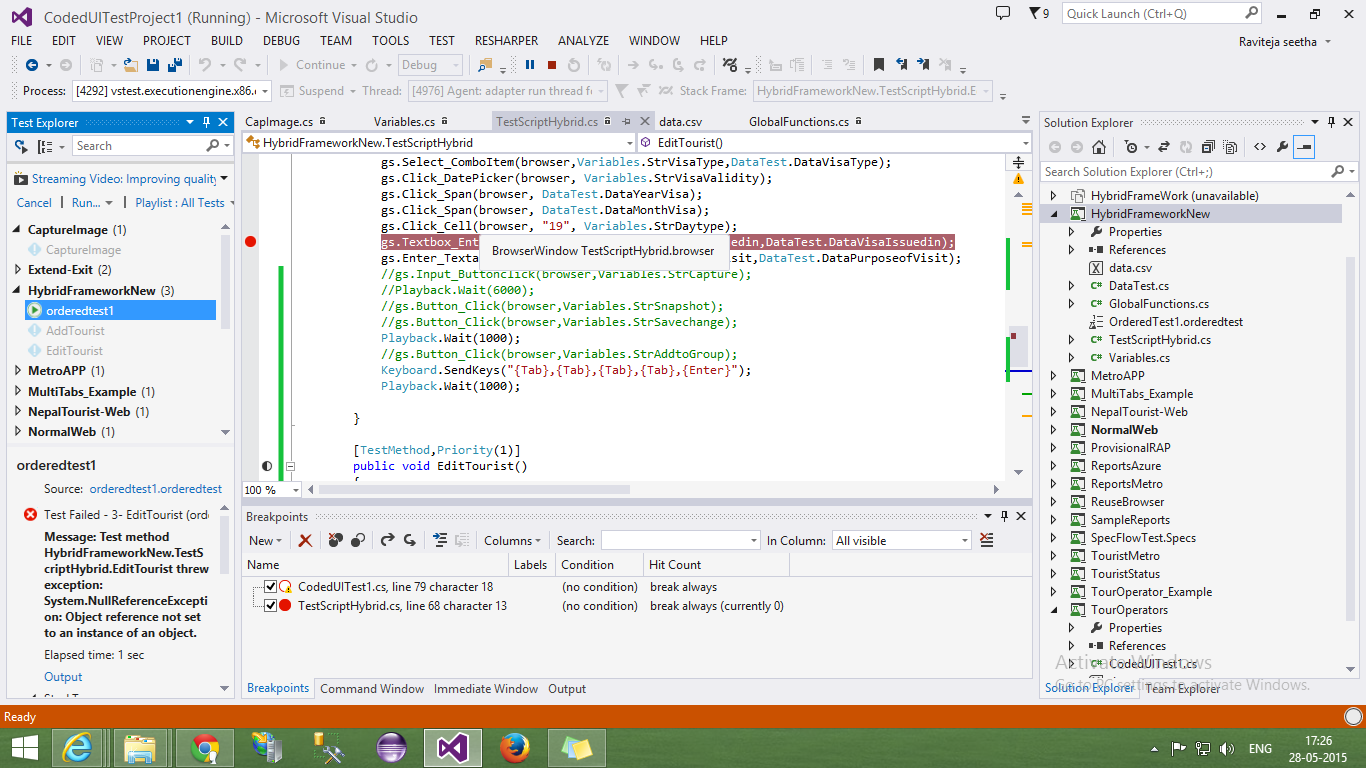 CodedUITestProject1 (Running) - Microsoft Visual Studio
9
Quick Launch (Ctrl+Q)
FILE EDIT VIEW PROJECT BUILD DEBUG TEAM TOOLS TEST RESHARPER ANALYZE WINDOW HELP
Raviteja seetha
Continue Debug
Process: [4292] vstest.executionengine.x86. Suspend Thread: [4976] Agent: adapter run thread f Stack Frame: HybridFrameworkNew.TestScriptHybrid.E
Test Explorer
Search
Streaming Video: Improving quality
Cancel Run... Playlist : All Tests
CaptureImage (1)
CaptureImage
Extend-Exit (2)
HybridFrameworkNew (3)
orderedtest1
AddTourist
EditTourist
MetroAPP (1)
MultiTabs_Example (1)
NepalTourist-Web (1)
NormalWeb (1)
orderedtest1
Source: orderedtest1.orderedtest
Test Failed - 3- EditTourist (ord
Message: Test method
HybridFrameworkNew.TestS
criptHybrid.EditTourist threw
exception:
System.NullReferenceExcepti
on: Object reference not set
to an instance of an object.
Elapsed time: 1 sec
Output
CapImage.cs Variables.cs TestScriptHybrid.cs data.csv GlobalFunctions.cs
HybridFrameworkNew.TestScriptHybrid EditTourist()
gs.Select_ComboItem(browser,Variables.StrVisaType,DataTest.DataVisaType);
gs.Click_DatePicker(browser, Variables.StrVisaValidity);
gs.Click_Span(browser, DataTest.DataYearVisa);
gs.Click_Span(browser, DataTest.DataMonthVisa);
gs.Click_Cell(browser, "19", Variables.StrDaytype);
gs.Textbox_Ent edin,DataTest.DataVisaIssuedin);
BrowserWindow TestScriptHybrid.browser
gs.Enter_Texta sit,DataTest.DataPurposeofVisit);
//gs.Input_Buttonclick(browser,Variables.StrCapture);
//Playback.Wait(6000);
//gs.Button_Click(browser,Variables.StrSnapshot);
//gs.Button_Click(browser,Variables.StrSavechange);
Playback.Wait(1000);
//gs.Button_Click(browser,Variables.StrAddtoGroup);
Keyboard.SendKeys("{Tab},{Tab},{Tab},{Tab},{Enter}");
Playback.Wait(1000);
}
[TestMethod,Priority(1)]
public void EditTourist()
{
100 %
Breakpoints
New Columns Search: In Column: All visible
Name Labels Condition Hit Count
CodedUITest1.cs, line 79 character 18 (no condition) break always
TestScriptHybrid.cs, line 68 character 13 (no condition) break always (currently 0)
Breakpoints Command Window Immediate Window Output
Solution Explorer
Search Solution Explorer (Ctrl+;)
HybridFrameWork (unavailable)
HybridFrameworkNew
Properties
References
data.csv
DataTest.cs
GlobalFunctions.cs
OrderedTest1.orderedtest
TestScriptHybrid.cs
Variables.cs
MetroAPP
MultiTabs_Example
NepalTourist-Web
NormalWeb
ProvisionalRAP
ReportsAzure
ReportsMetro
ReuseBrowser
SampleReports
SpecFlowTest.Specs
TouristMetro
TouristStatus
TourOperator_Example
TourOperators
Properties
References
CodedUITest1.cs
Activate Windows
Go to PC settings to activate Windows.
Solution Explorer Team Explorer
Ready
ENG
17:26
28-05-2015